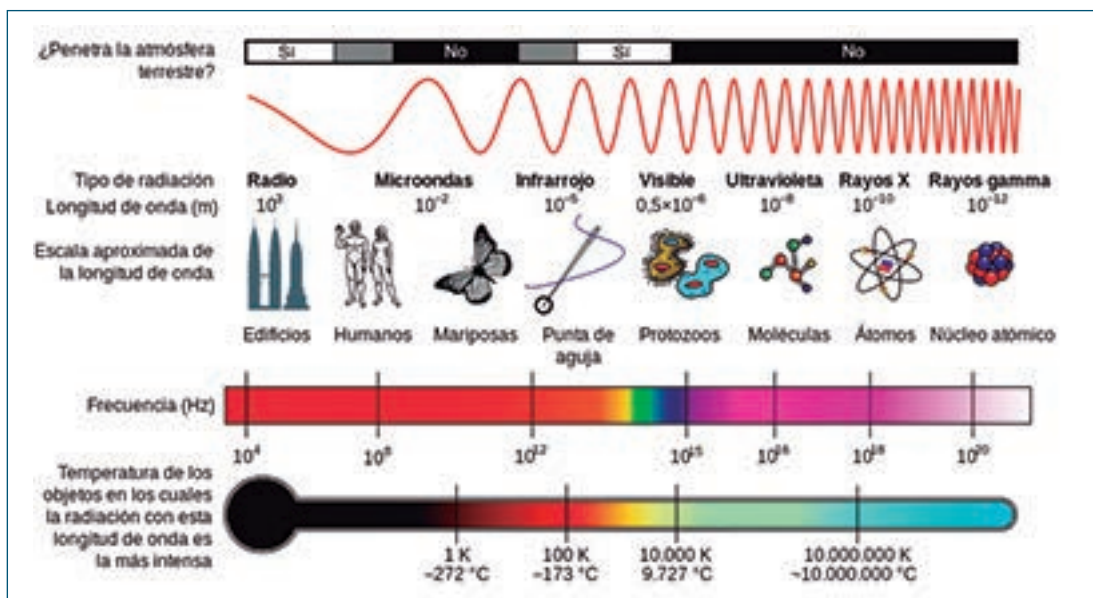 ¿Penetra la atmósfera
terrestre?
Sí
No
Sí
No
Tipo de radiación
Radio
Microondas
Infrarrojo
Visible
Ultravioleta
Rayos X
Rayos gamma
Longitud de onda (m)
10³
10⁻²
10⁻⁵
0,5×10⁻⁶
10⁻⁸
10⁻¹⁰
10⁻¹²
Escala aproximada de
la longitud de onda
Edificios
Humanos
Mariposas
Punta de
aguja
Protozoos
Moléculas
Átomos
Núcleo atómico
Frecuencia (Hz)
10⁴
10⁸
10¹²
10¹⁵
10¹⁶
10¹⁸
10²⁰
Temperatura de los
objetos en los cuales
la radiación con esta
longitud de onda es
la más intensa
1 K
−272 °C
100 K
−173 °C
10.000 K
9.727 °C
10.000.000 K
~10.000.000 °C